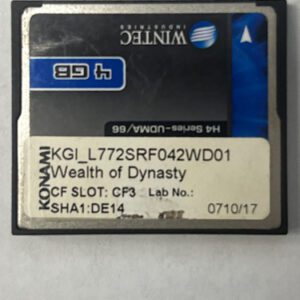 WINTEC
INDUSTRIES
4 GB
H4 Series-UDMA/66
KONAMI
KGI_L772SRF042WD01
Wealth of Dynasty
CF SLOT: CF3 Lab No.:
SHA1:DE14 0710/17